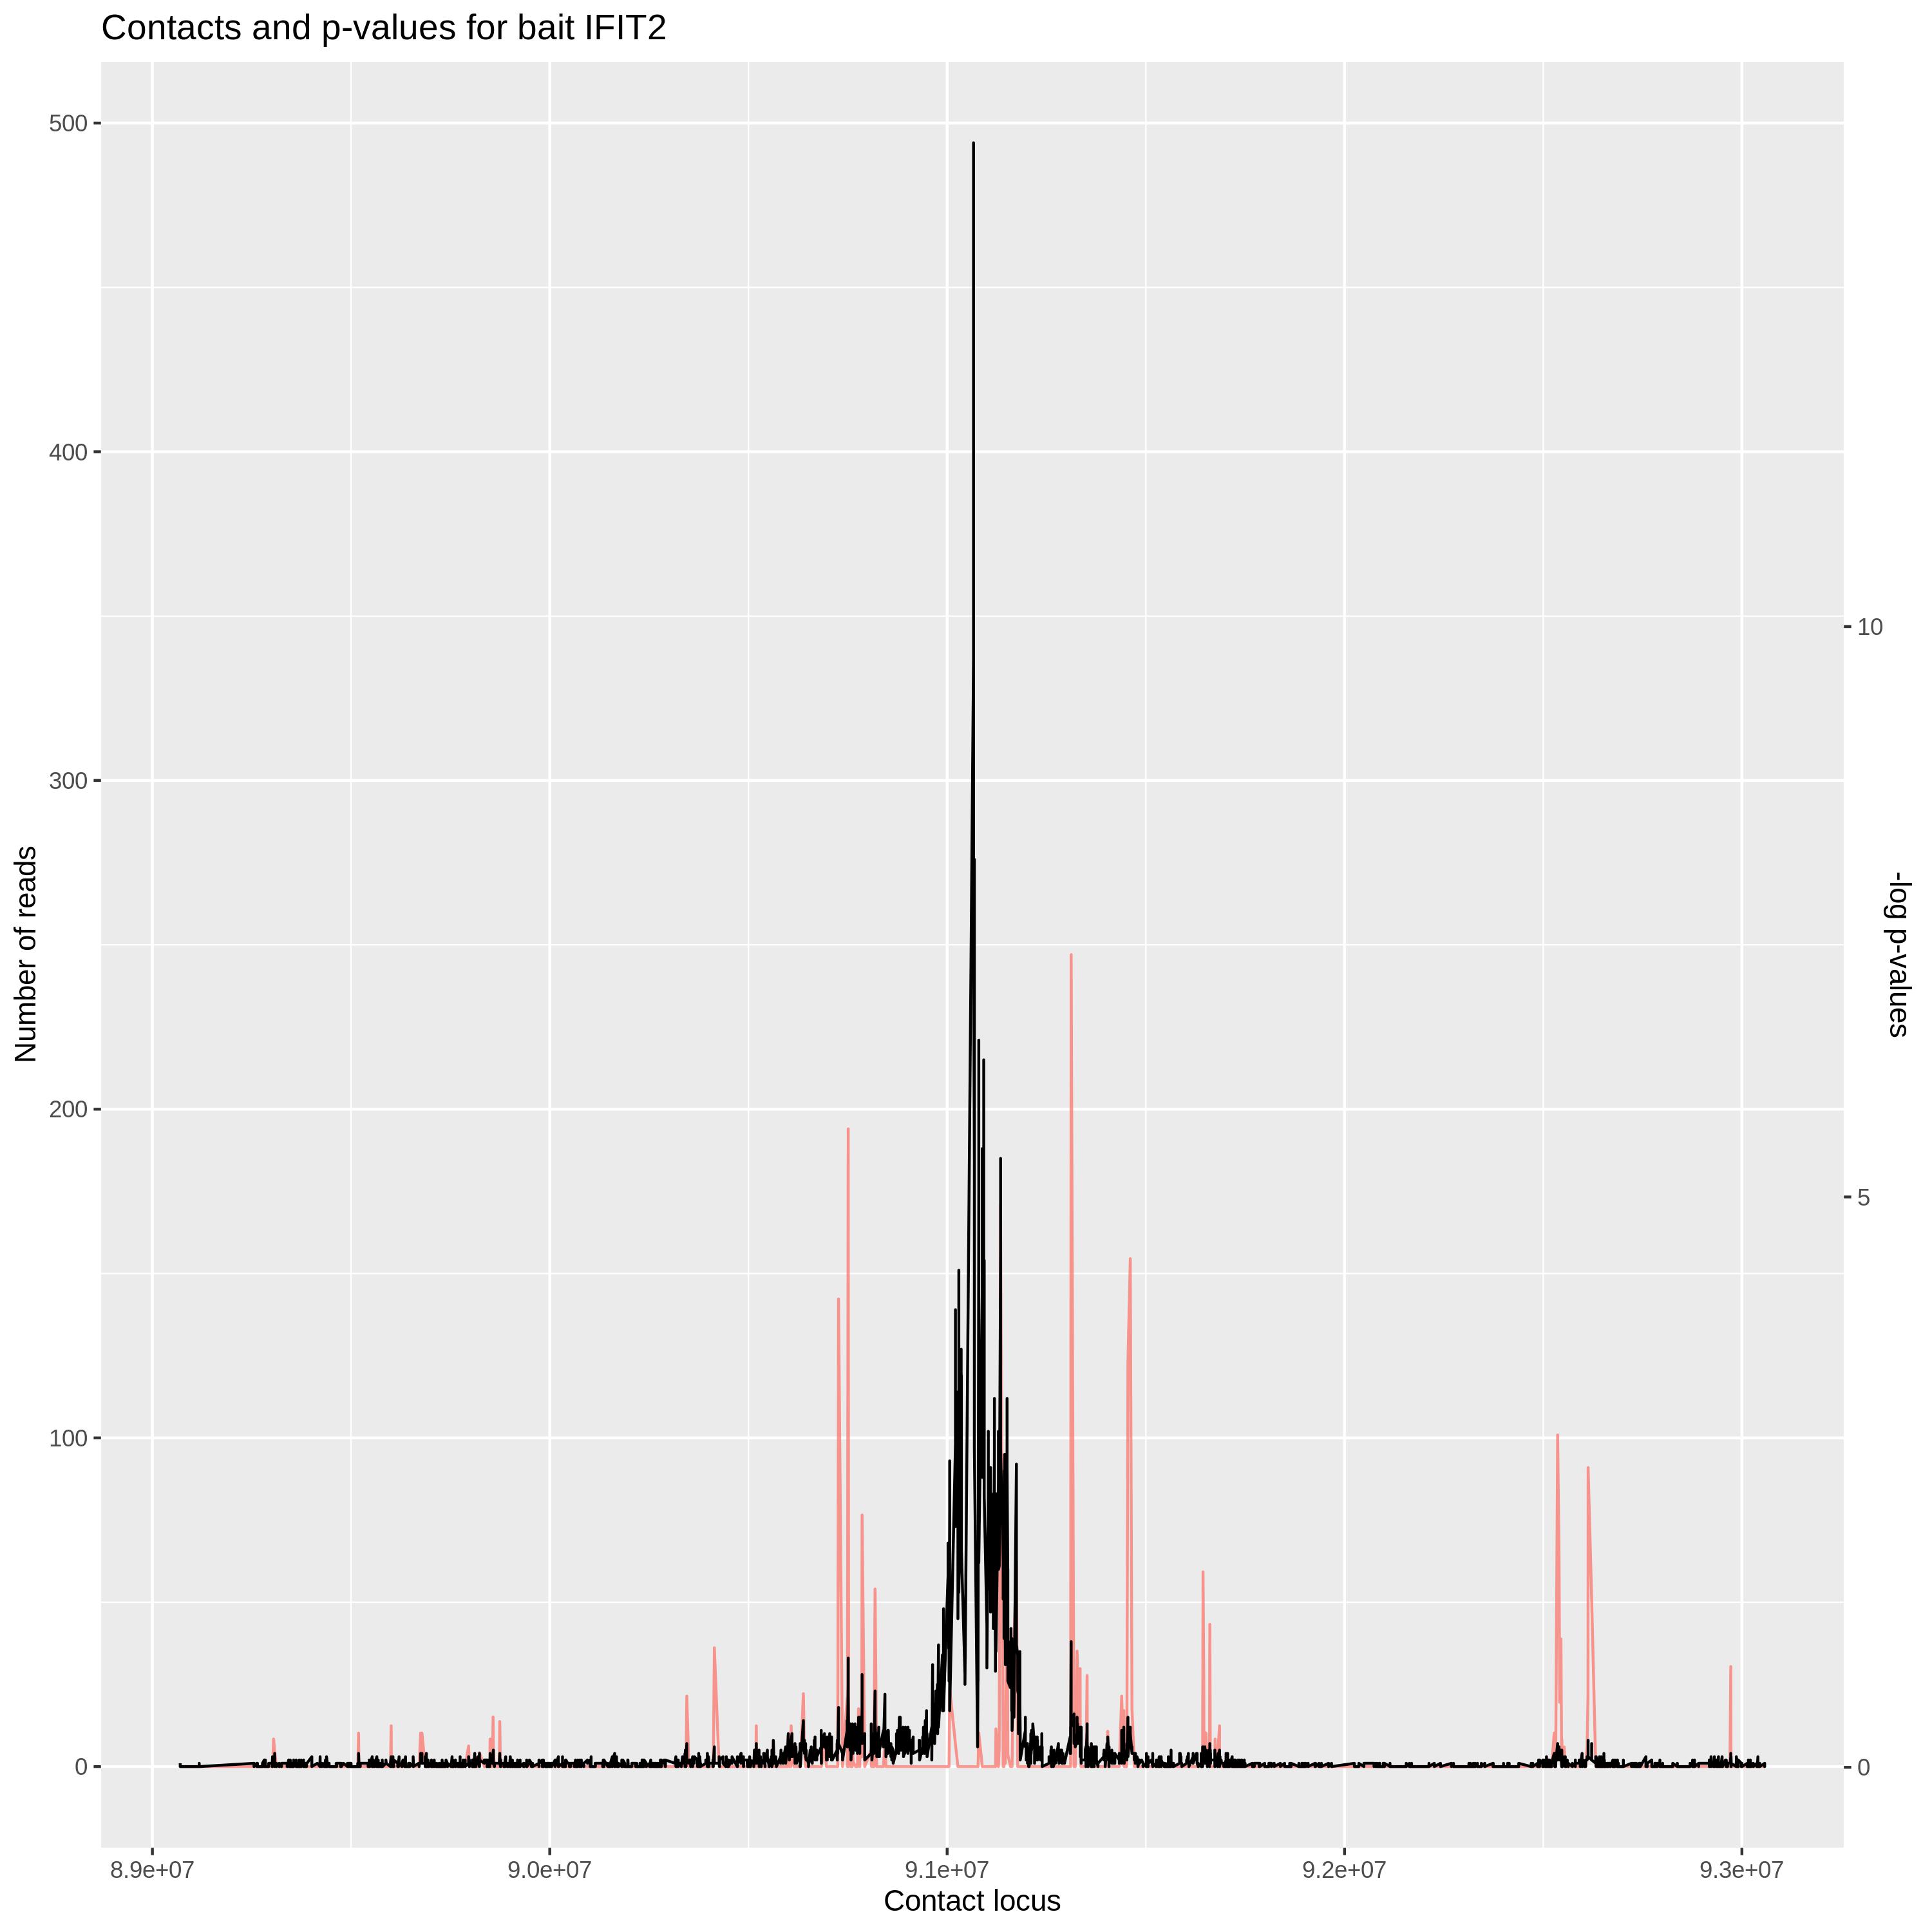 Contacts and p-values for bait IFIT2
500
400
300
200
100
0
Number of reads
10
5
0
-log p-values
8.9e+07
9.0e+07
9.1e+07
9.2e+07
9.3e+07
Contact locus